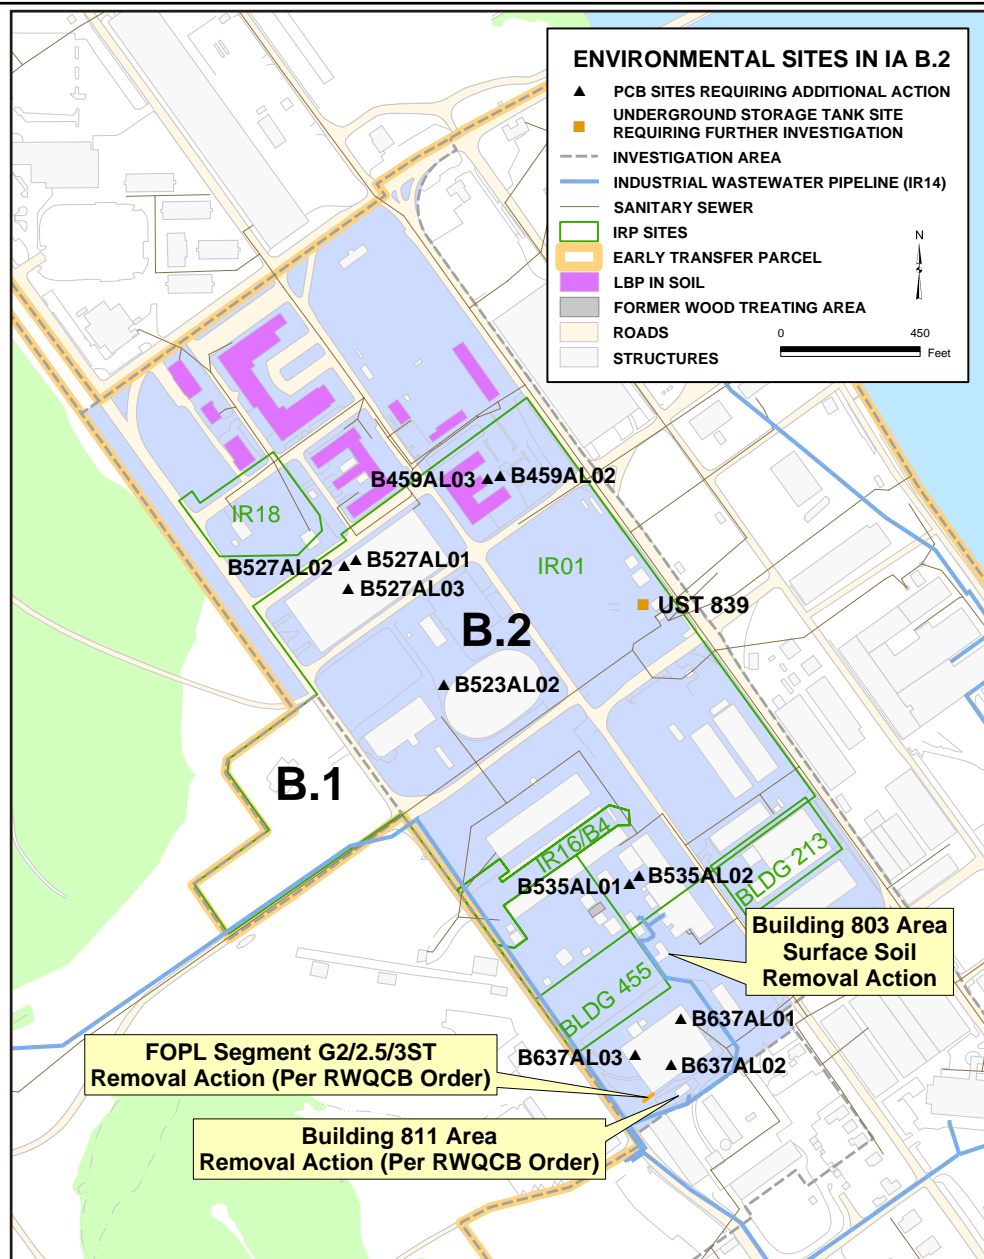 ENVIRONMENTAL SITES IN IA B.2
PCB SITES REQUIRING ADDITIONAL ACTION
UNDERGROUND STORAGE TANK SITE
REQUIRING FURTHER INVESTIGATION
INVESTIGATION AREA
INDUSTRIAL WASTEWATER PIPELINE (IR14)
SANITARY SEWER
IRP SITES
EARLY TRANSFER PARCEL
LBP IN SOIL
FORMER WOOD TREATING AREA
ROADS
STRUCTURES
N
0 450
Feet
B459AL03
B459AL02
IR18
B527AL02
B527AL01
B527AL03
IR01
UST 839
B.2
B523AL02
B.1
IR16/B4
BLDG 213
B535AL01
B535AL02
Building 803 Area
Surface Soil
Removal Action
BLDG 455
B637AL01
B637AL03
B637AL02
FOPL Segment G2/2.5/3ST
Removal Action (Per RWQCB Order)
Building 811 Area
Removal Action (Per RWQCB Order)